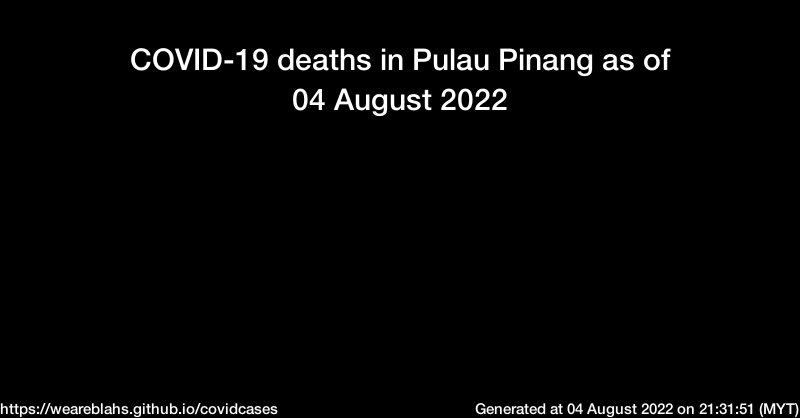 COVID-19 deaths in Pulau Pinang as of
04 August 2022
https://weareblahs.github.io/covidcases
Generated at 04 August 2022 on 21:31:51 (MYT)